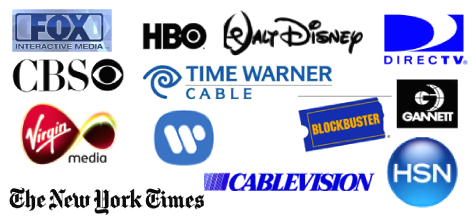 FOX
INTERACTIVE MEDIA
HBO
WALT DISNEY
DIRECTV
CBS
TIME WARNER
CABLE
GANNETT
Virgin
media
W
BLOCKBUSTER
HSN
CABLEVISION
The New York Times